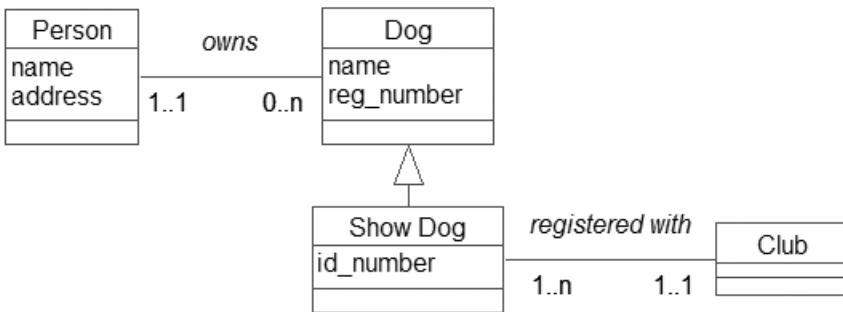 Person
owns
Dog
name
address
name
reg_number
1..1
0..n
Show Dog
registered with
Club
id_number
1..n
1..1